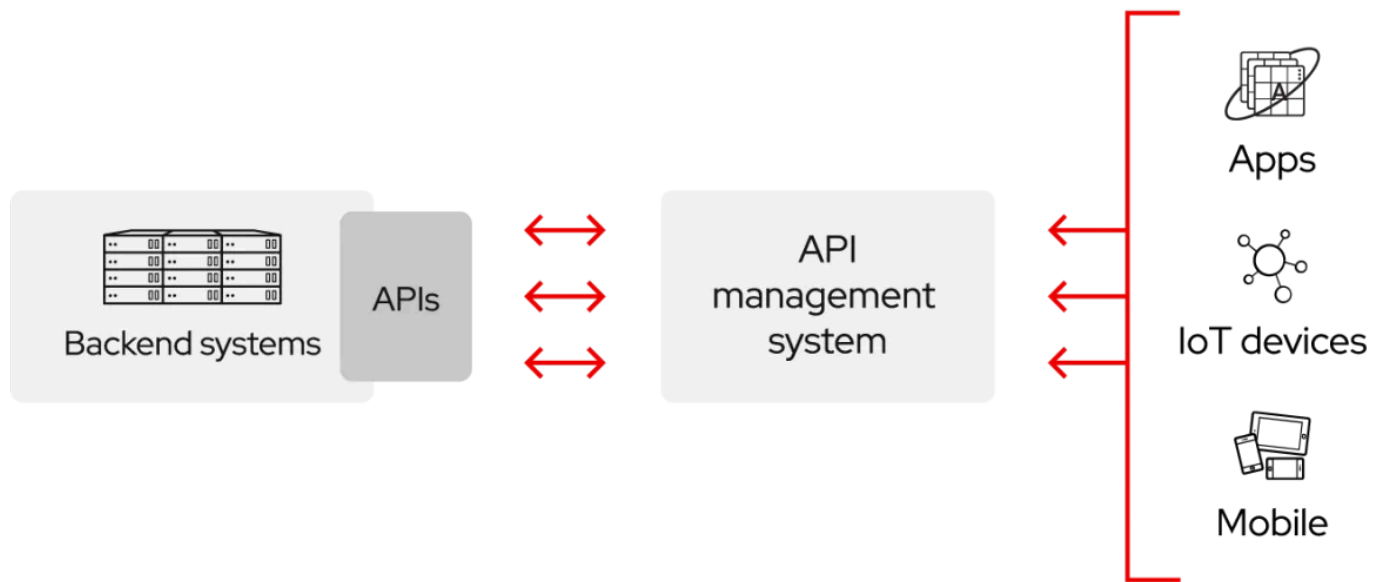 Backend systems
APIs
API
management
system
A
Apps
IoT devices
Mobile